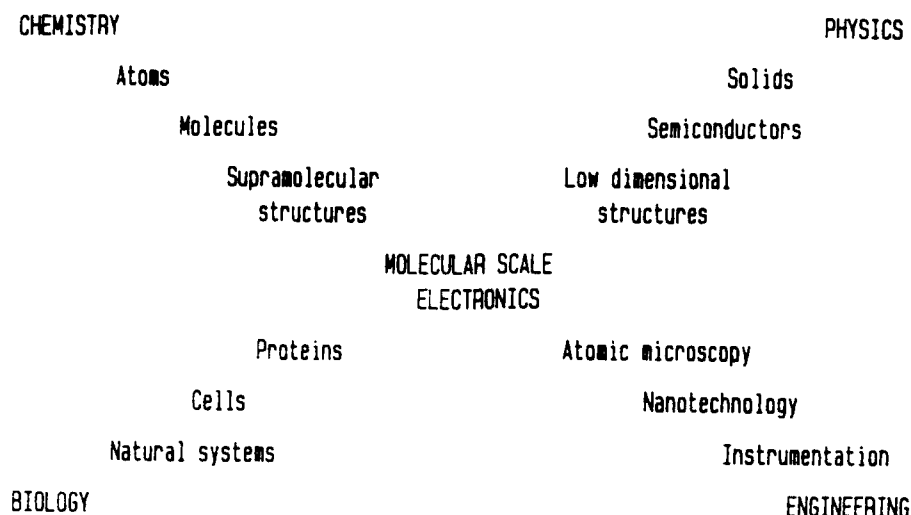 CHEMISTRY PHYSICS
Atoms Solids
Molecules Semiconductors
Supramolecular Low dimensional
structures structures
MOLECULAR SCALE
ELECTRONICS
Proteins Atomic microscopy
Cells Nanotechnology
Natural systems Instrumentation
BIOLOGY ENGINEERING